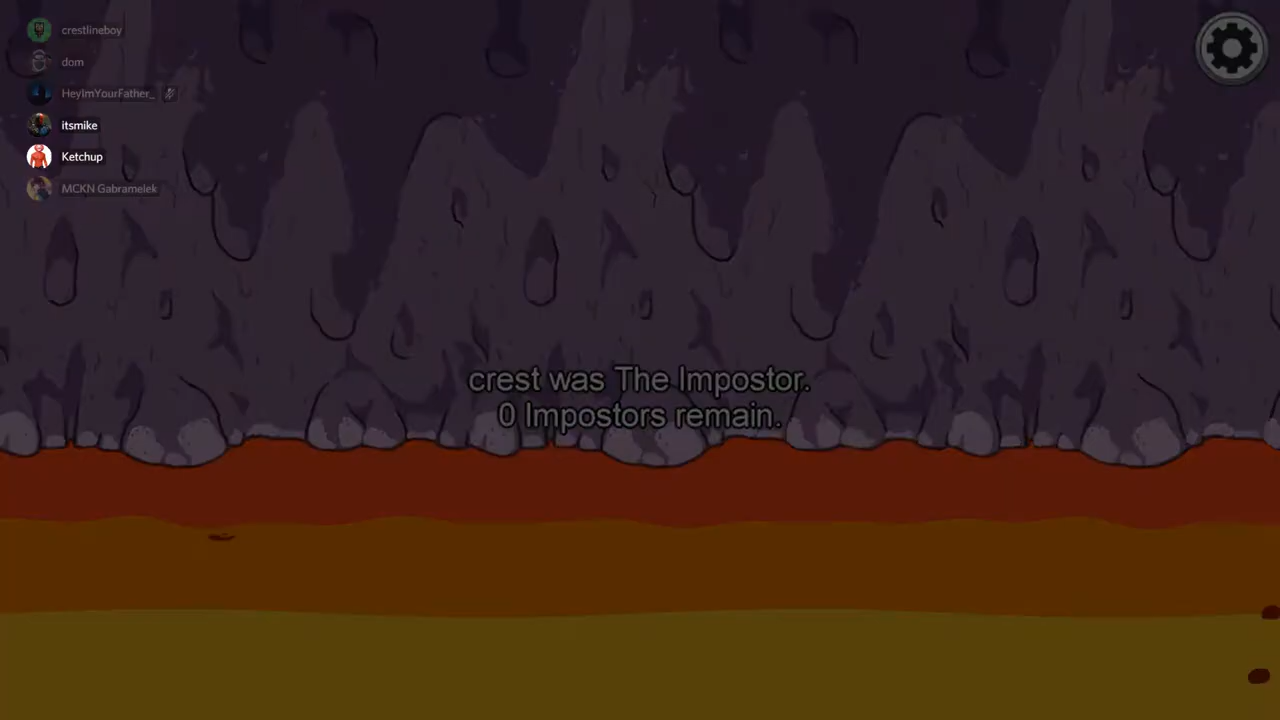 crestlineboy
dom
HeyImYourFather_
itsmike
Ketchup
MCKN Gabramelek
crest was The Impostor.
0 Impostors remain.